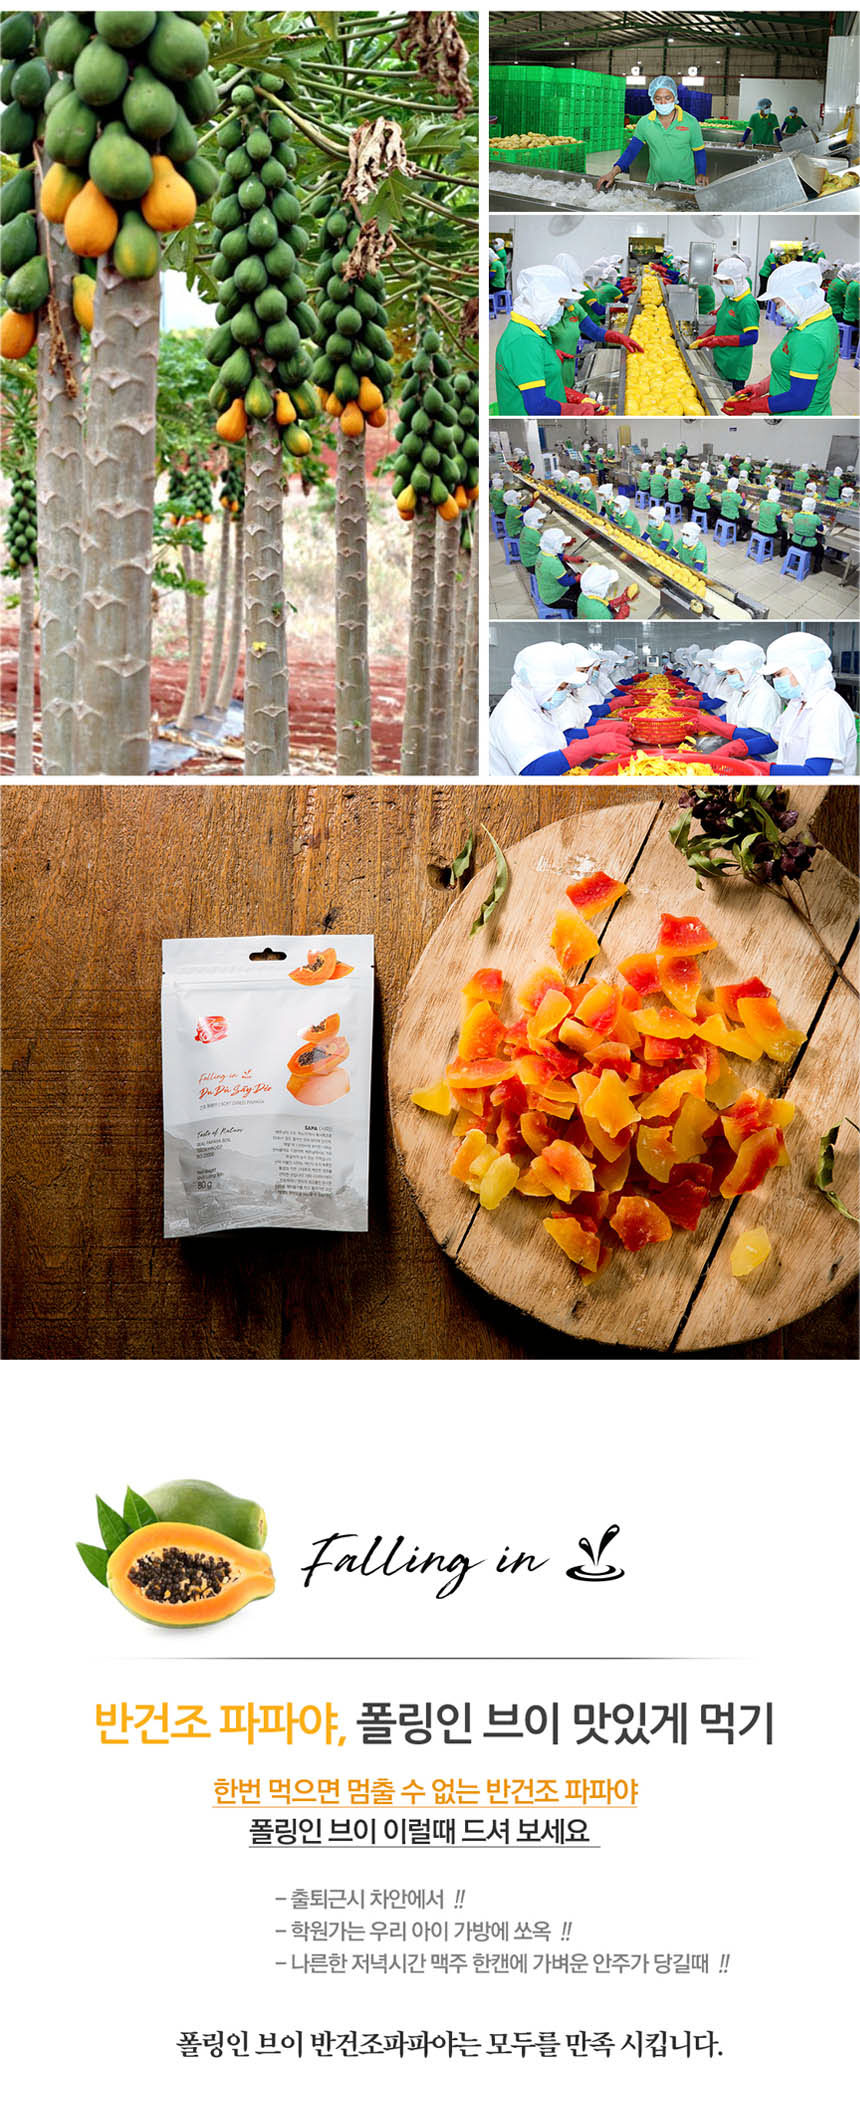 Falling in
Du Đủ Sấy Dẻo
SOFT DRIED PAPAYA
Taste of Nature
SAPA
80 g
Falling in
반건조 파파야, 폴링인 브이 맛있게 먹기
한번 먹으면 멈출 수 없는 반건조 파파야
폴링인 브이 이럴때 드셔 보세요
– 출퇴근시 차안에서 !!
– 학원가는 우리 아이 가방에 쏘옥 !!
– 나른한 저녁시간 맥주 한캔에 가벼운 안주가 당길때 !!
폴링인 브이 반건조파파야는 모두를 만족 시킵니다.